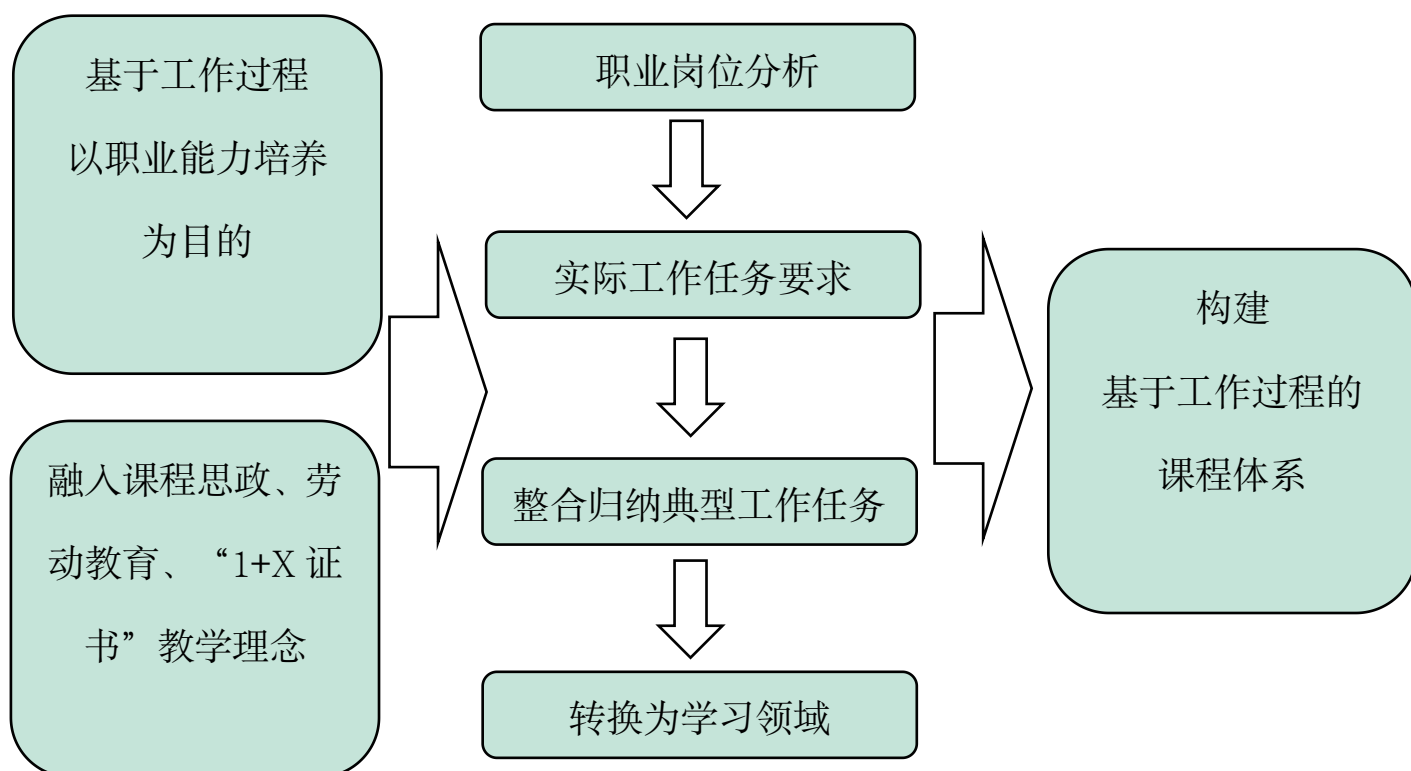 基于工作过程
以职业能力培养
为目的
融入课程思政、劳
动教育、“1+X 证
书”教学理念
职业岗位分析
实际工作任务要求
整合归纳典型工作任务
转换为学习领域
构建
基于工作过程的
课程体系